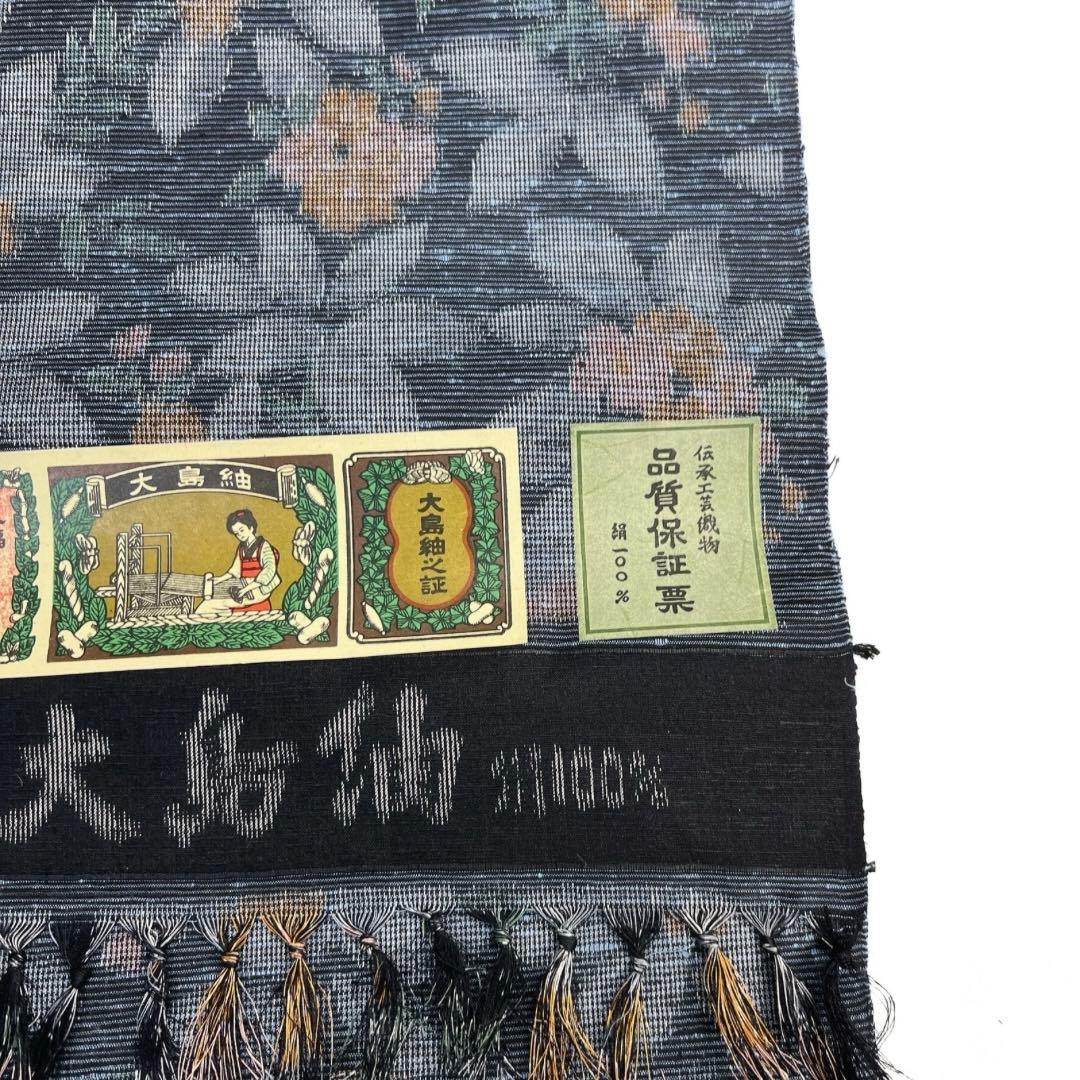 大島紬
大島紬之証
伝承工芸織物
品質保証票
絹一〇〇％
大島紬 絹100%